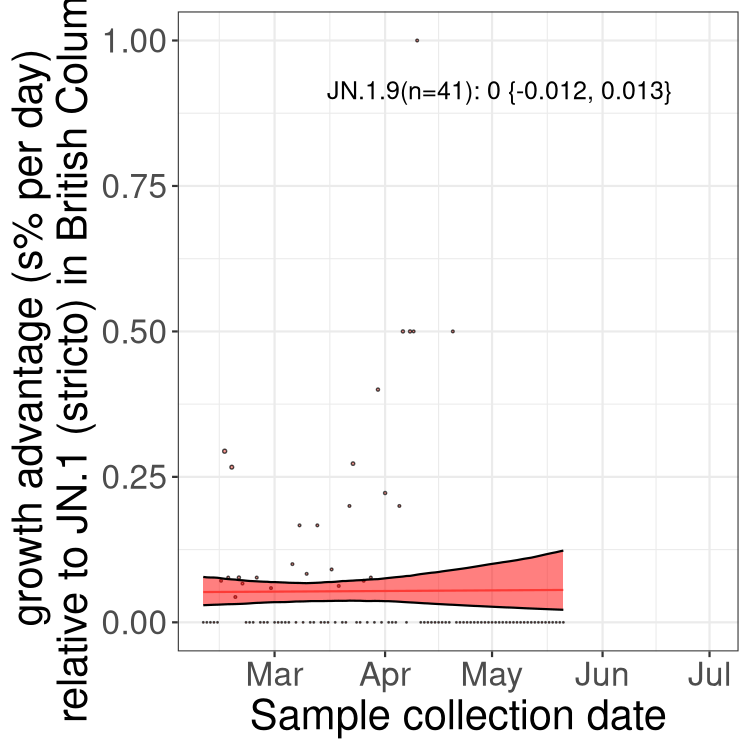 growth advantage (s% per day)
relative to JN.1 (stricto) in British Colum
1.00
0.75
0.50
0.25
0.00
JN.1.9(n=41): 0 {-0.012, 0.013}
Mar Apr May Jun Jul
Sample collection date